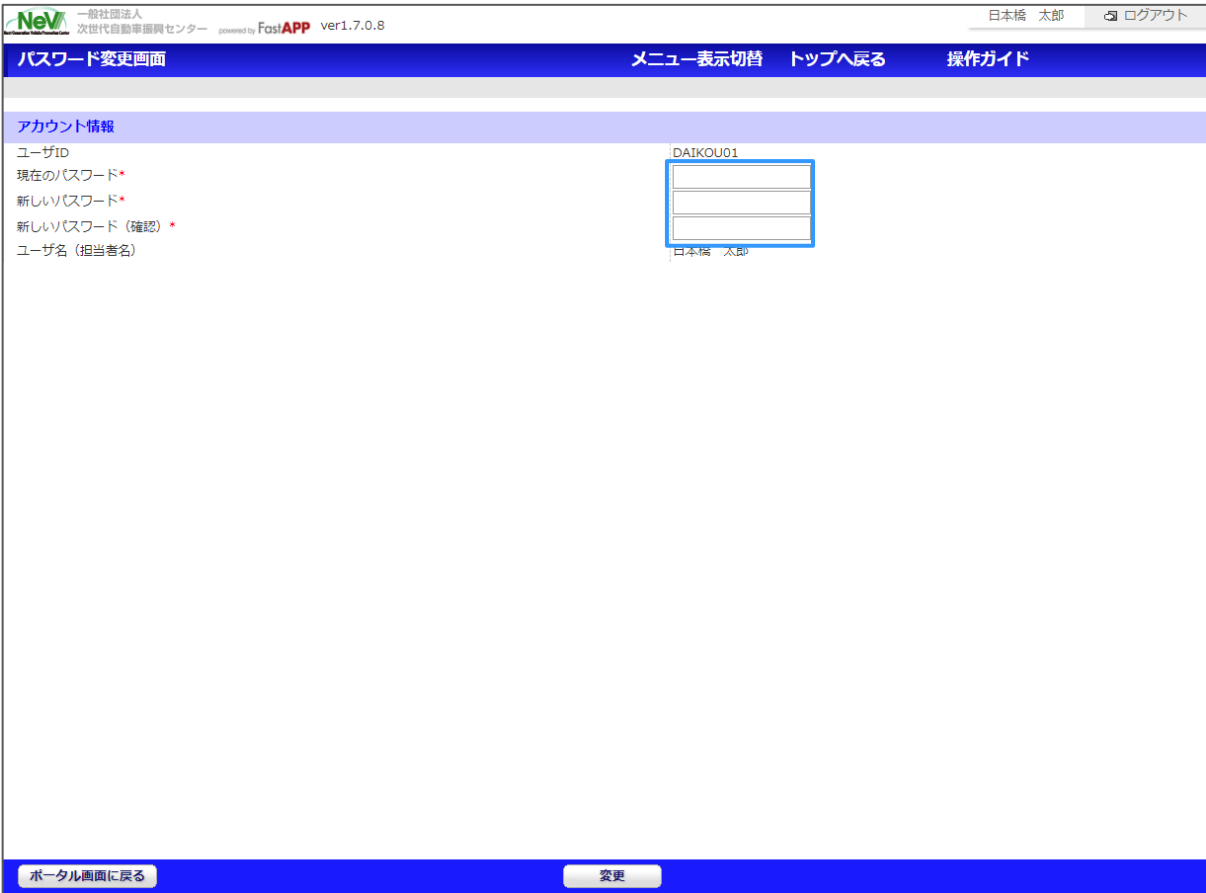 NeV 一般社団法人
Next Generation Vehicle Promotion Center 次世代自動車振興センター powered by FastAPP ver1.7.0.8
日本橋 太郎 ログアウト
パスワード変更画面 メニュー表示切替 トップへ戻る 操作ガイド
アカウント情報
ユーザID DAIKOU01
現在のパスワード*
新しいパスワード*
新しいパスワード（確認）*
ユーザ名（担当者名） 日本橋 太郎
ポータル画面に戻る 変更